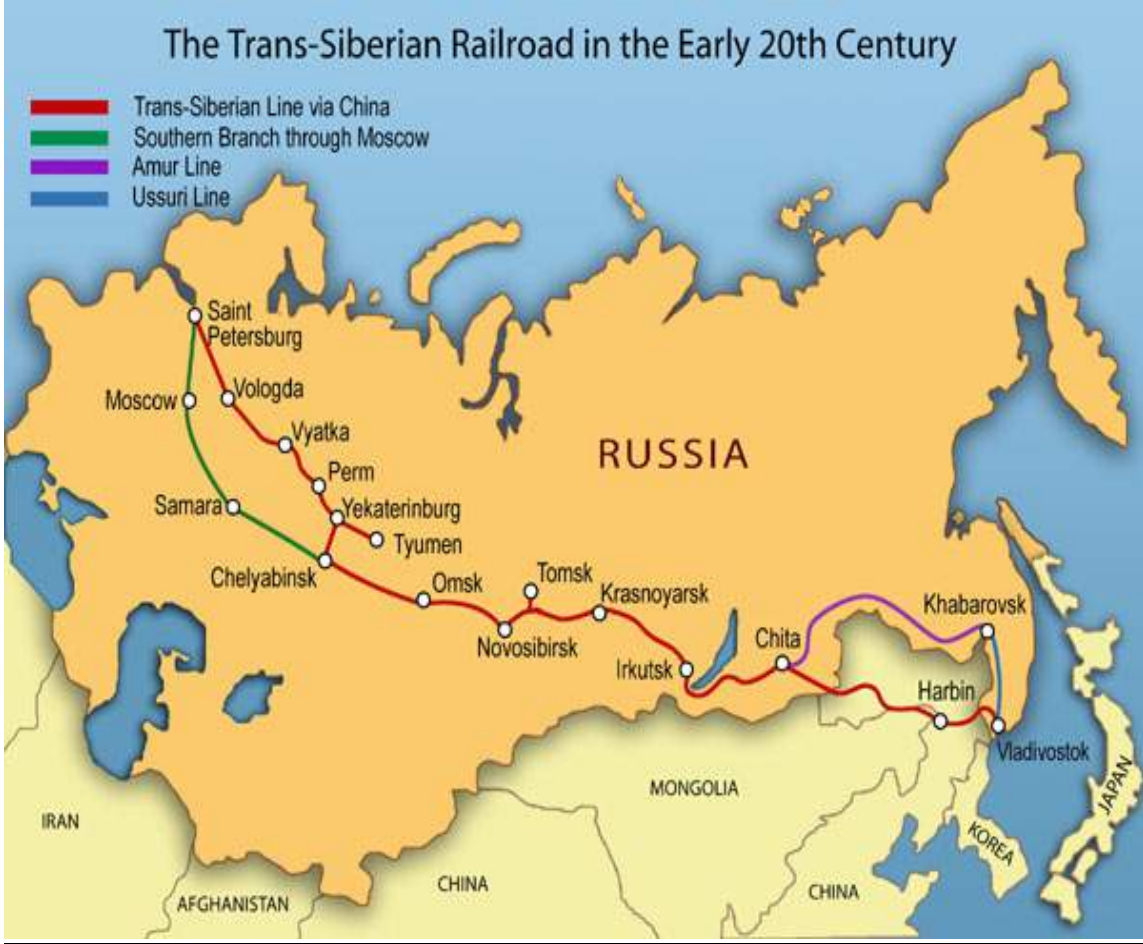 The Trans-Siberian Railroad in the Early 20th Century
Trans-Siberian Line via China
Southern Branch through Moscow
Amur Line
Ussuri Line
Saint
Petersburg
Moscow
Vologda
Vyatka
RUSSIA
Perm
Samara
Yekaterinburg
Tyumen
Chelyabinsk
Omsk
Tomsk
Krasnoyarsk
Novosibirsk
Irkutsk
Chita
Khabarovsk
Harbin
Vladivostok
MONGOLIA
JAPAN
IRAN
KOREA
CHINA
CHINA
AFGHANISTAN